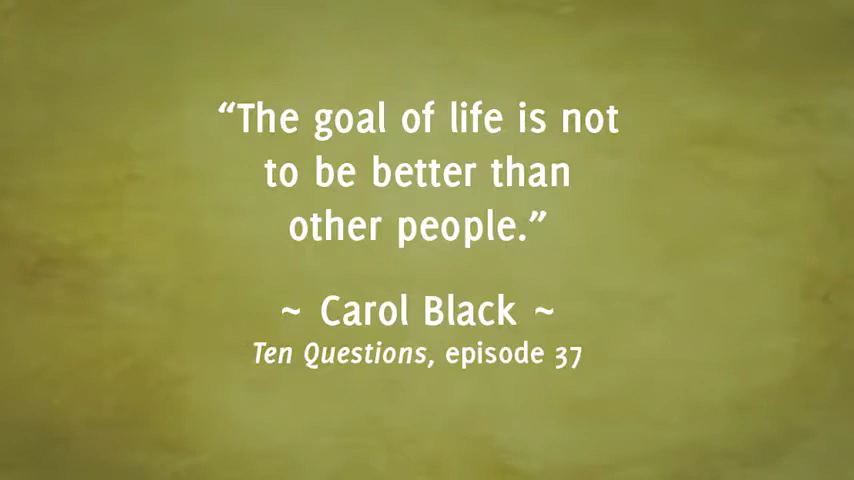 “The goal of life is not
to be better than
other people.”
~ Carol Black ~
Ten Questions, episode 37